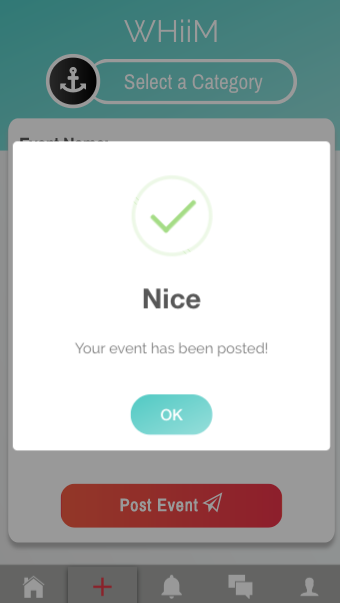 WHiiM
Select a Category
Event Name:
Nice
Your event has been posted!
OK
Post Event